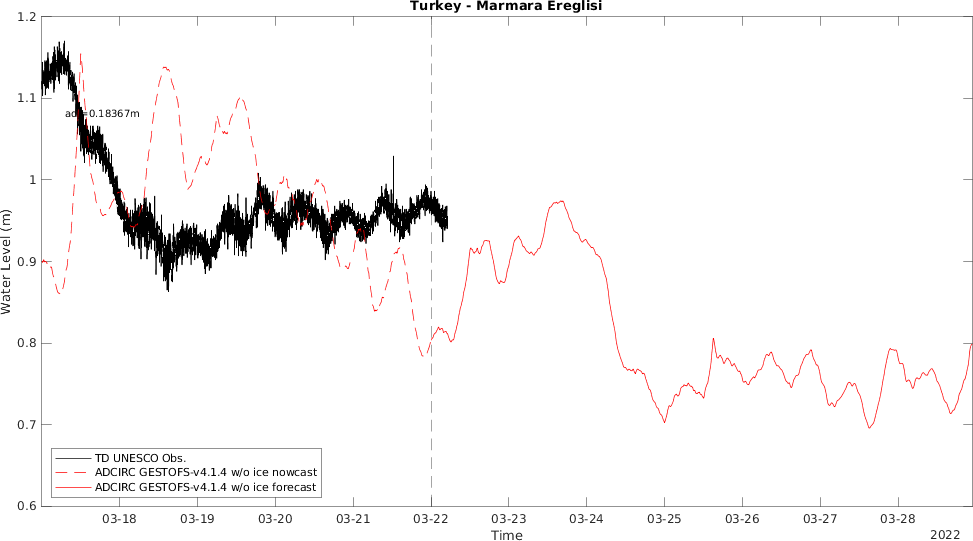 Turkey - Marmara Ereglisi
1.2
1.1
1
0.9
0.8
0.7
0.6
Water Level (m)
=0.18367m
TD UNESCO Obs.
ADCIRC GESTOFS-v4.1.4 w/o ice nowcast
ADCIRC GESTOFS-v4.1.4 w/o ice forecast
03-18 03-19 03-20 03-21 03-22 03-23 03-24 03-25 03-26 03-27 03-28
Time
2022